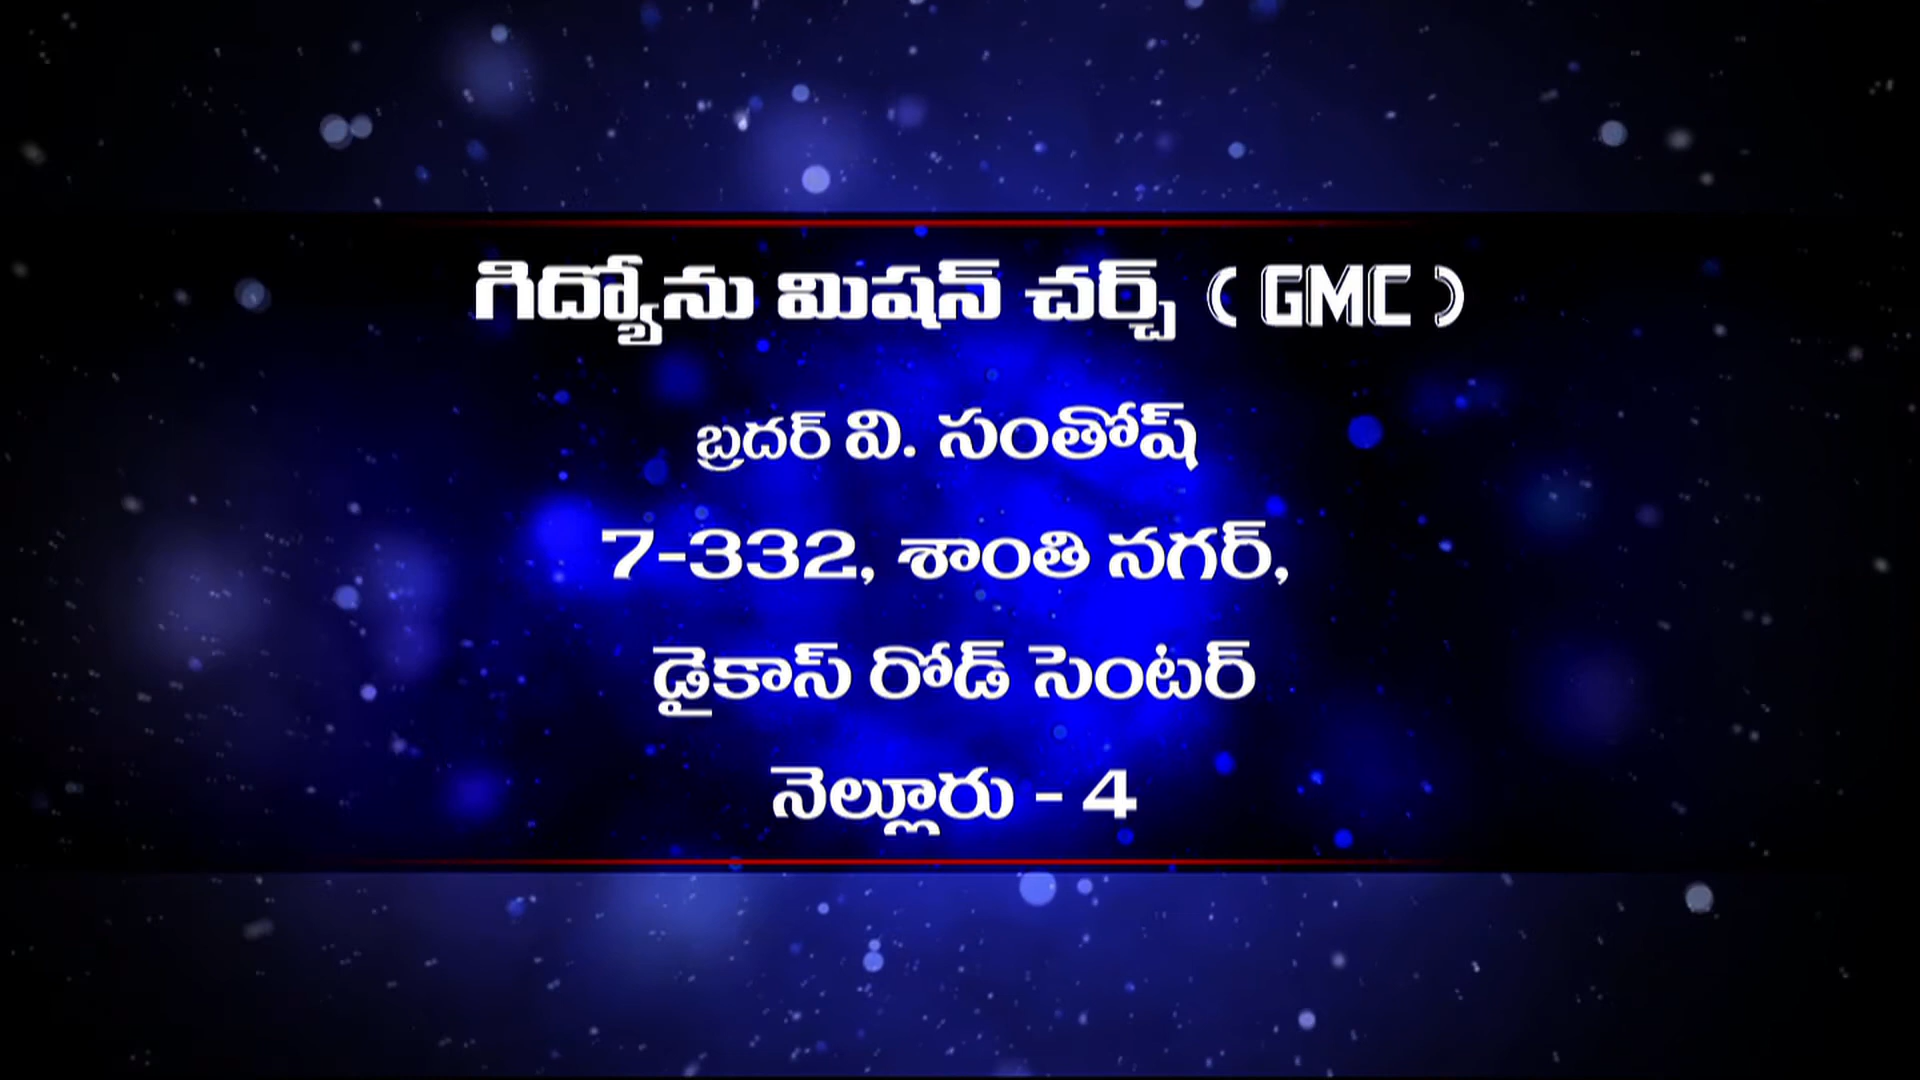 గిద్యోను మిషన్ చర్చ్ ( GMC )
బ్రదర్ వి. సంతోష్
7-332, శాంతి నగర్,
డైకాస్ రోడ్ సెంటర్
నెల్లూరు - 4